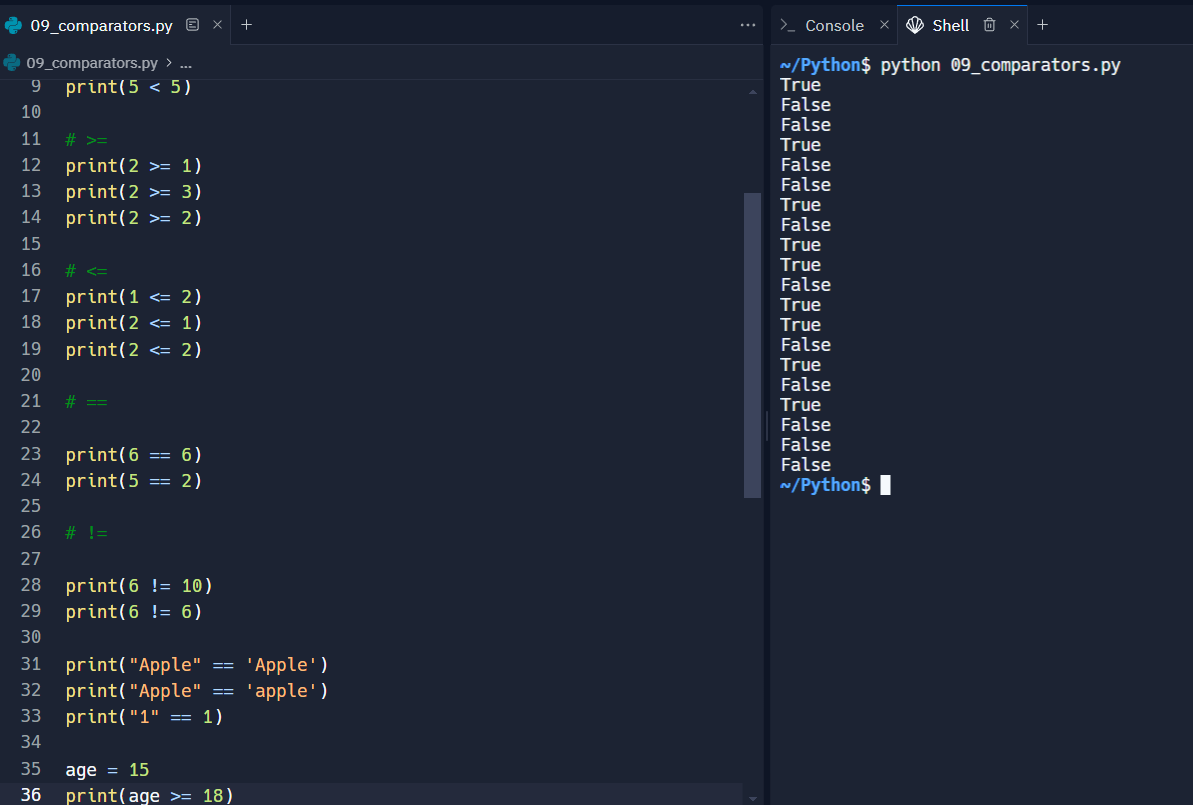 09_comparators.py
Console
Shell
09_comparators.py > ...
9 print(5 < 5)
10
11 # >=
12 print(2 >= 1)
13 print(2 >= 3)
14 print(2 >= 2)
15
16 # <=
17 print(1 <= 2)
18 print(2 <= 1)
19 print(2 <= 2)
20
21 # ==
22
23 print(6 == 6)
24 print(5 == 2)
25
26 # !=
27
28 print(6 != 10)
29 print(6 != 6)
30
31 print("Apple" == 'Apple')
32 print("Apple" == 'apple')
33 print("1" == 1)
34
35 age = 15
36 print(age >= 18)
~/Python$ python 09_comparators.py
True
False
False
True
False
False
True
False
True
True
False
True
True
False
True
False
True
False
False
False
~/Python$